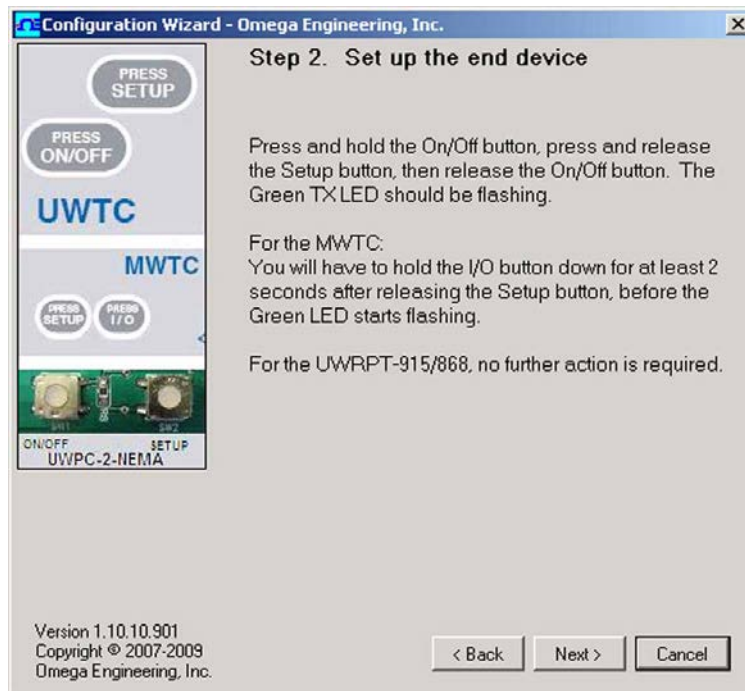 Configuration Wizard - Omega Engineering, Inc.
PRESS
SETUP
PRESS
ON/OFF
UWTC
MWTC
PRESS
SETUP
PRESS
I/O
SW2
ON/OFF
SETUP
UWPC-2-NEMA
Step 2. Set up the end device
Press and hold the On/Off button, press and release
the Setup button, then release the On/Off button. The
Green TX LED should be flashing.
For the MWTC:
You will have to hold the I/O button down for at least 2
seconds after releasing the Setup button, before the
Green LED starts flashing.
For the UWRPT-915/868, no further action is required.
Version 1.10.10.901
Copyright © 2007-2009
Omega Engineering, Inc.
< Back
Next >
Cancel